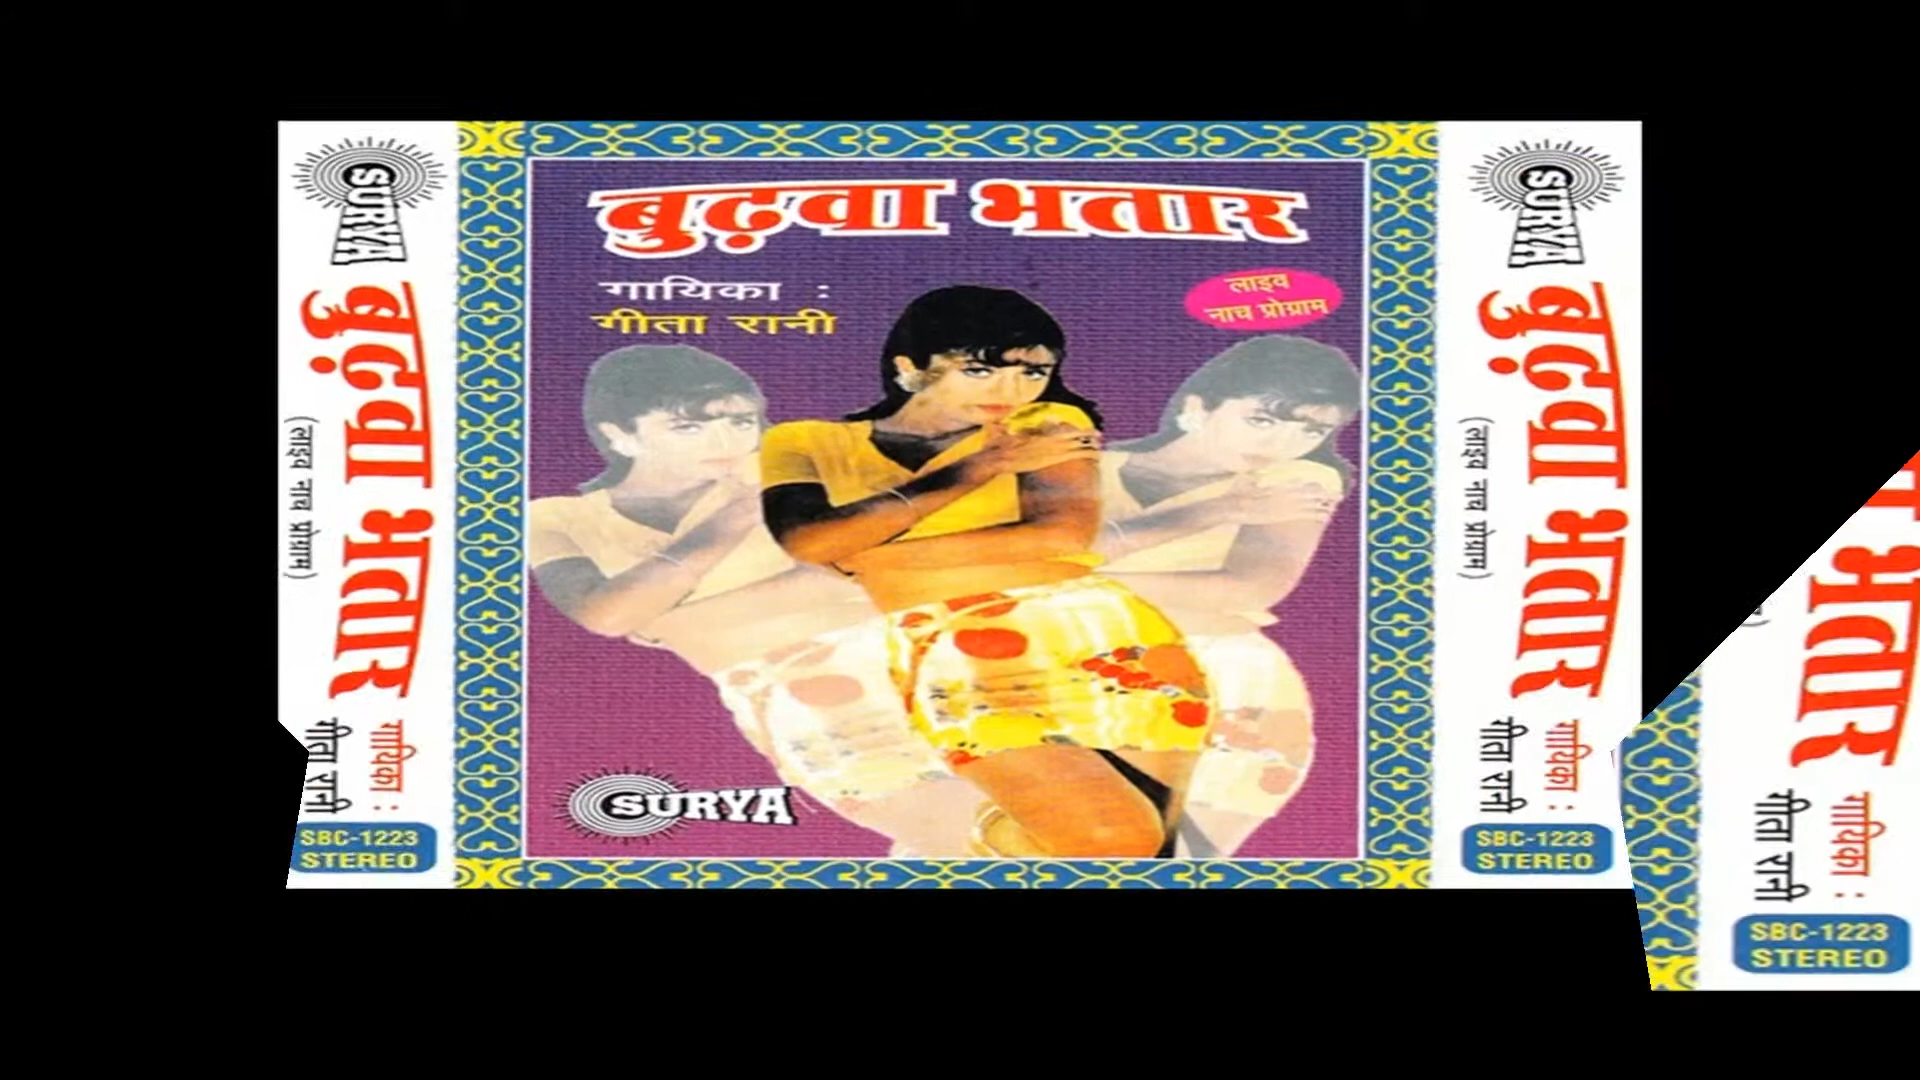 SURYA
बुढ़वा भतार
(लाइव नाच प्रोग्राम)
गायिका :
गीता रानी
SBC-1223
STEREO
बुढ़वा भतार
गायिका :
गीता रानी
लाइव
नाच प्रोग्राम
SURYA
SURYA
बुढ़वा भतार
(लाइव नाच प्रोग्राम)
गायिका :
गीता रानी
SBC-1223
STEREO
भतार
गायिका :
गीता रानी
SBC-1223
STEREO